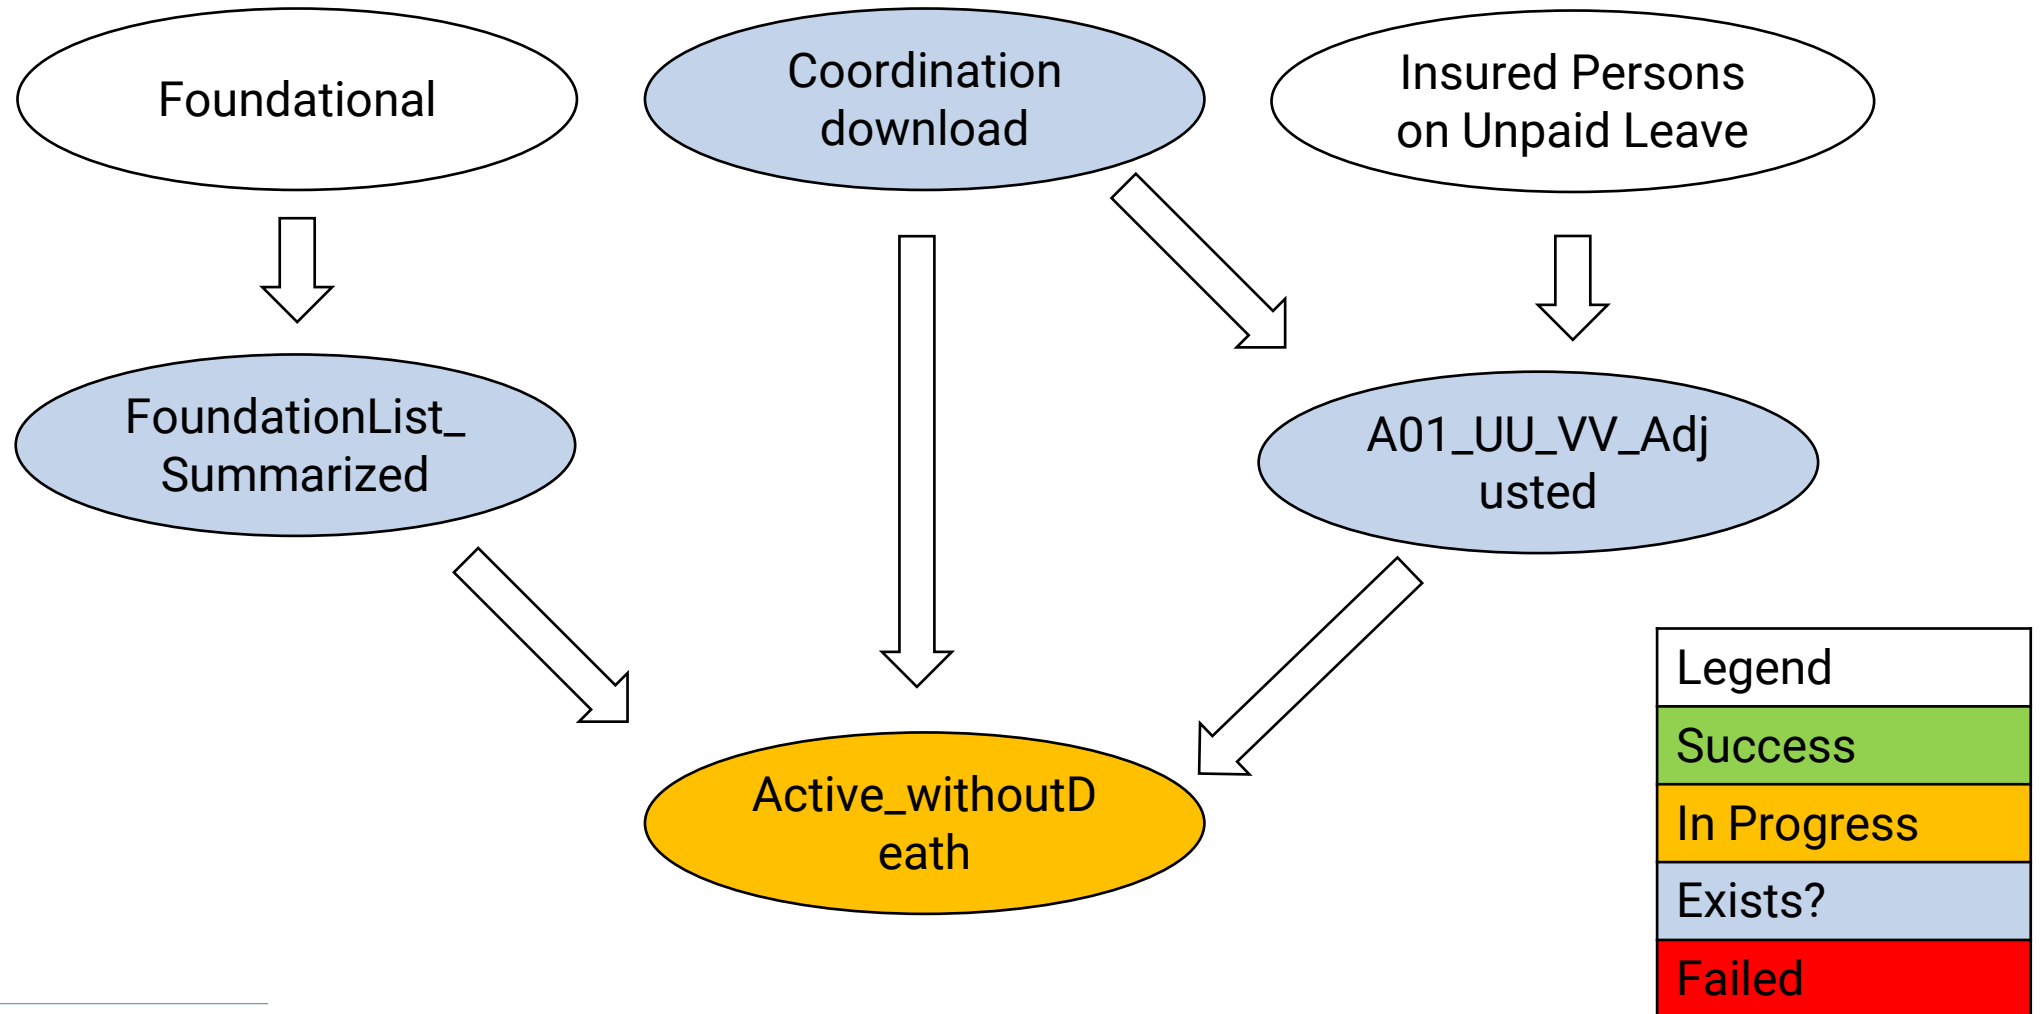 Foundational
Coordination
download
Insured Persons
on Unpaid Leave
FoundationList_
Summarized
A01_UU_VV_Adj
usted
Active_withoutD
eath
Legend
Success
In Progress
Exists?
Failed